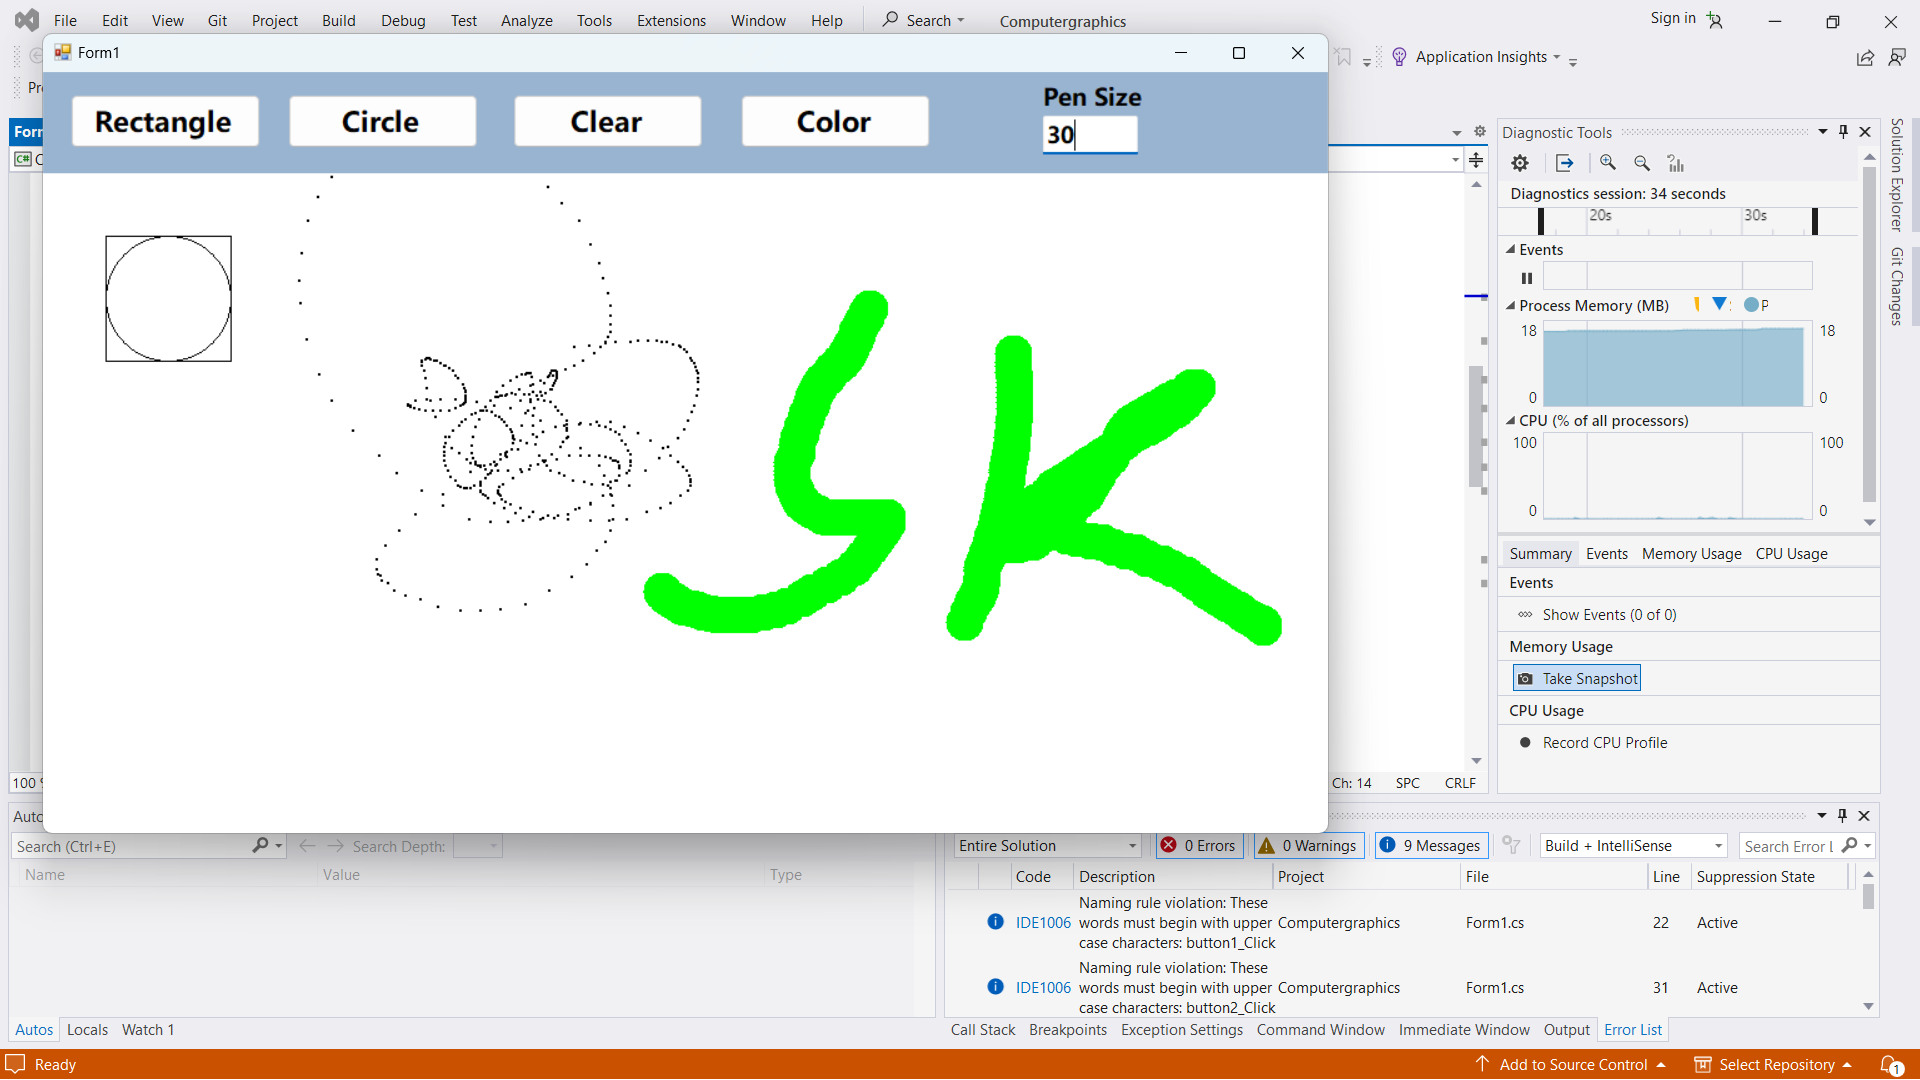 File Edit View Git Project Build Debug Test Analyze Tools Extensions Window Help Search Computergraphics Sign in
Form1
Application Insights
Rectangle Circle Clear Color Pen Size
30
SK
Diagnostic Tools
Diagnostics session: 34 seconds
20s 30s
Events
Process Memory (MB) P
18 18
0 0
CPU (% of all processors)
100 100
0 0
Summary Events Memory Usage CPU Usage
Events
Show Events (0 of 0)
Memory Usage
Take Snapshot
CPU Usage
Record CPU Profile
Solution Explorer
Git Changes
100 Ch: 14 SPC CRLF
Search (Ctrl+E) Search Depth:
Name Value Type
Autos Locals Watch 1
Entire Solution 0 Errors 0 Warnings 9 Messages Build + IntelliSense Search Error L
Code Description Project File Line Suppression State
IDE1006 Naming rule violation: These words must begin with upper case characters: button1_Click Computergraphics Form1.cs 22 Active
IDE1006 Naming rule violation: These words must begin with upper case characters: button2_Click Computergraphics Form1.cs 31 Active
Call Stack Breakpoints Exception Settings Command Window Immediate Window Output Error List
Ready Add to Source Control Select Repository 1